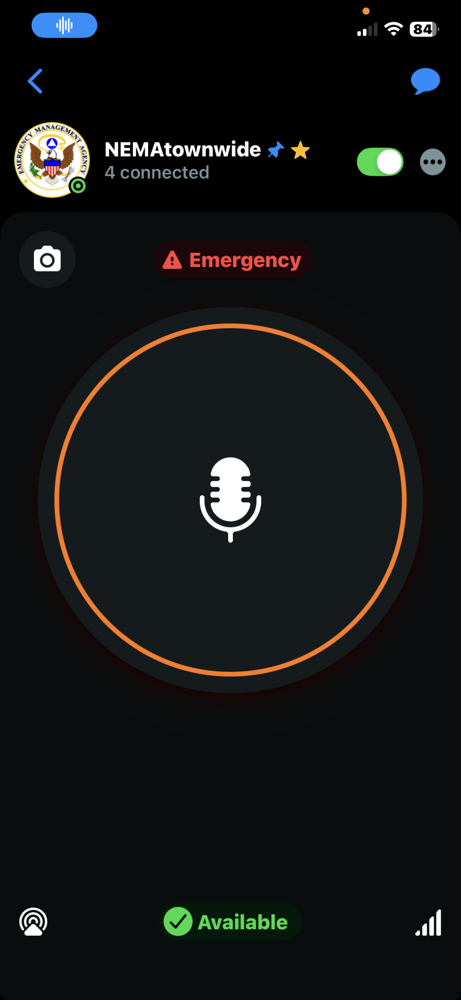 84
EMERGENCY MANAGEMENT AGENCY
NEMAtownwide
4 connected
Emergency
Available